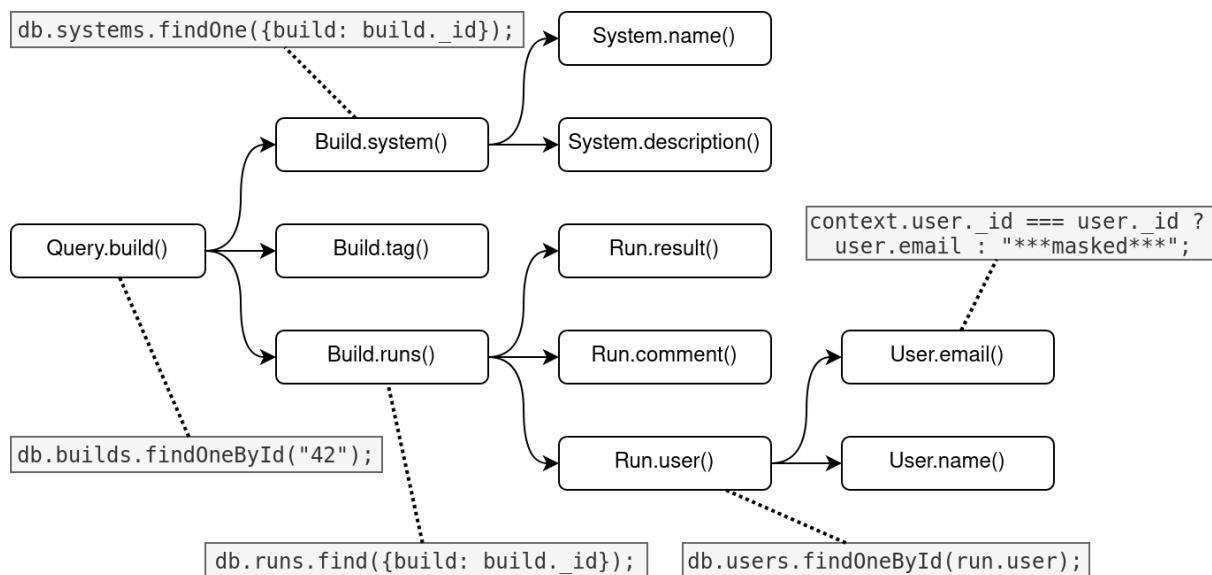 db.systems.findOne({build: build._id});
System.name()
Build.system()
System.description()
Query.build()
Build.tag()
Run.result()
context.user._id === user._id ?
user.email : "***masked***";
Build.runs()
Run.comment()
User.email()
db.builds.findOneById("42");
Run.user()
User.name()
db.runs.find({build: build._id});
db.users.findOneById(run.user);